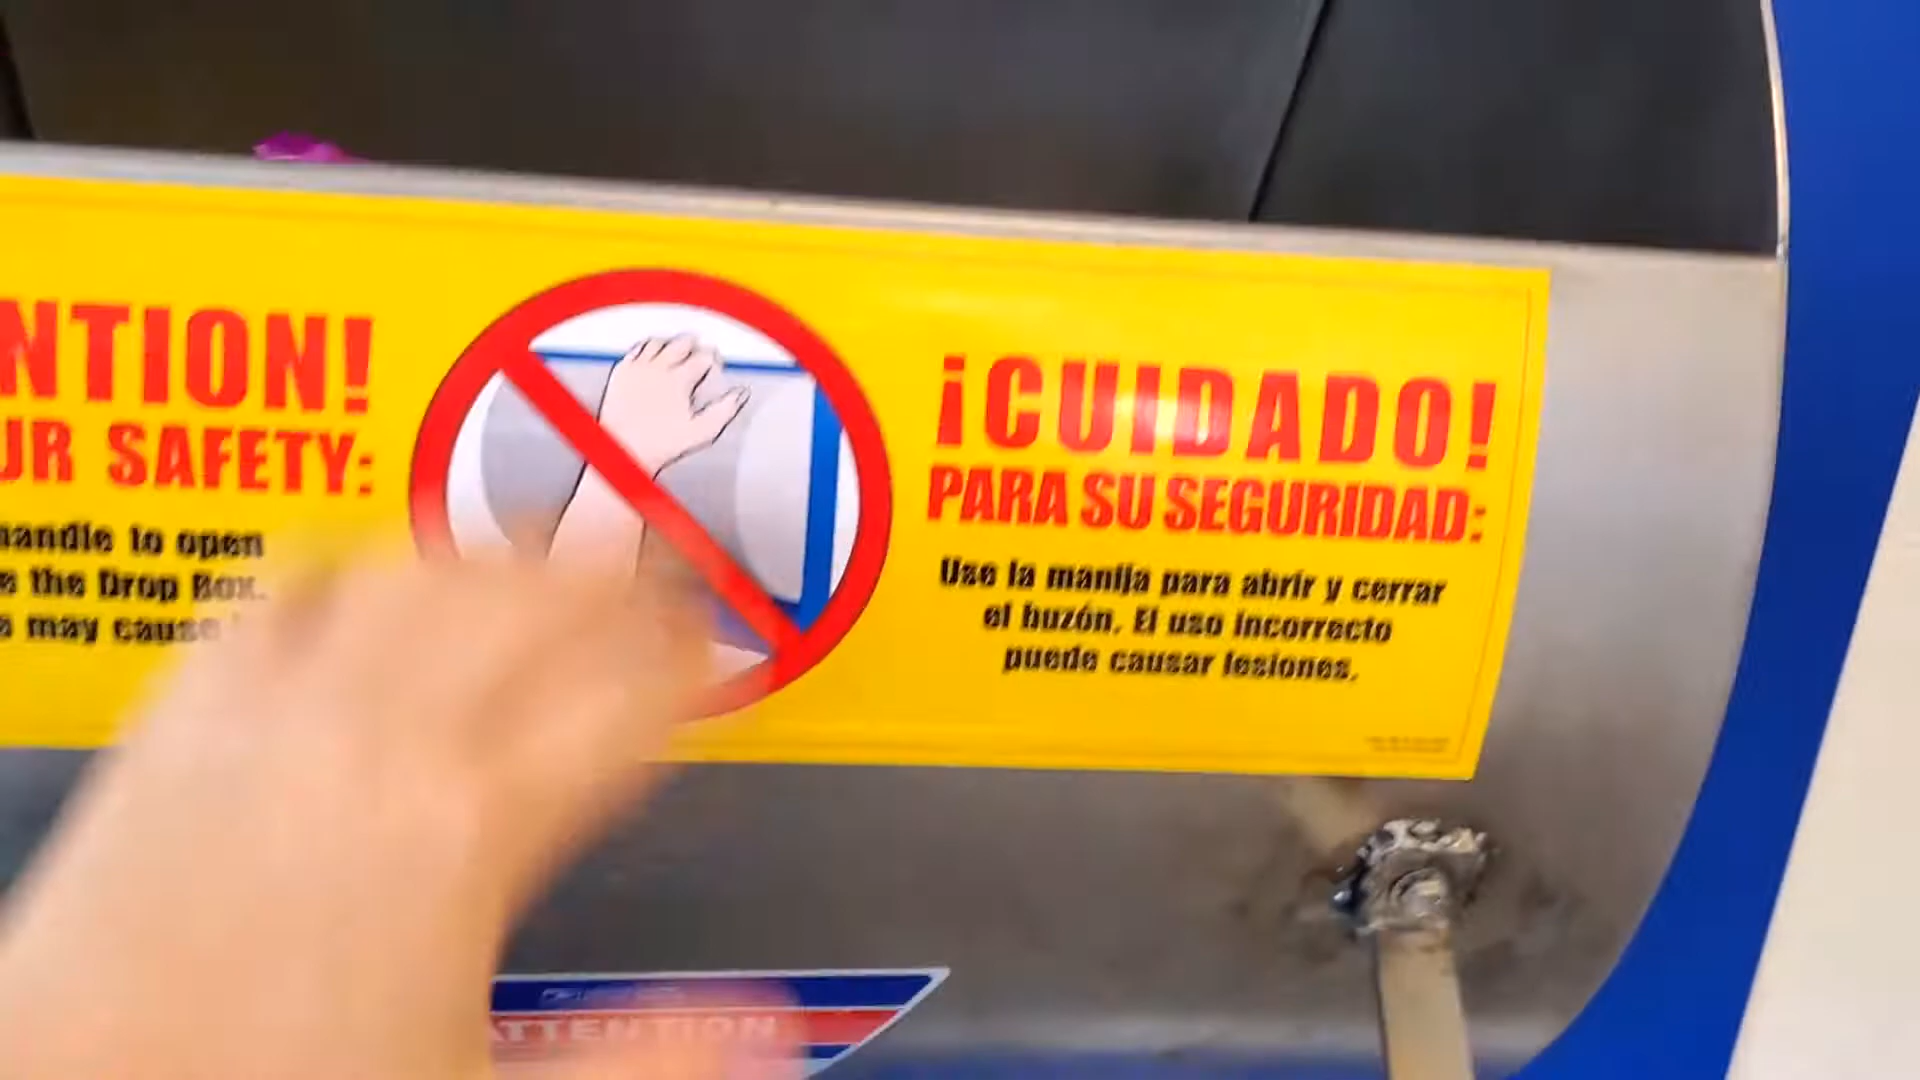 NTION!
UR SAFETY:
handle to open
e the Drop Box.
may cause
¡CUIDADO!
PARA SU SEGURIDAD:
Use la manija para abrir y cerrar
el buzón. El uso incorrecto
puede causar lesiones.
ATTENTION